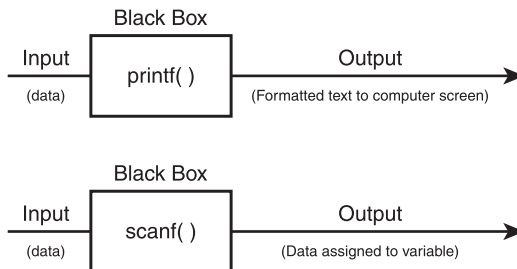 Black Box
Input
printf( )
Output
(data)
(Formatted text to computer screen)
Black Box
Input
scanf( )
Output
(data)
(Data assigned to variable)